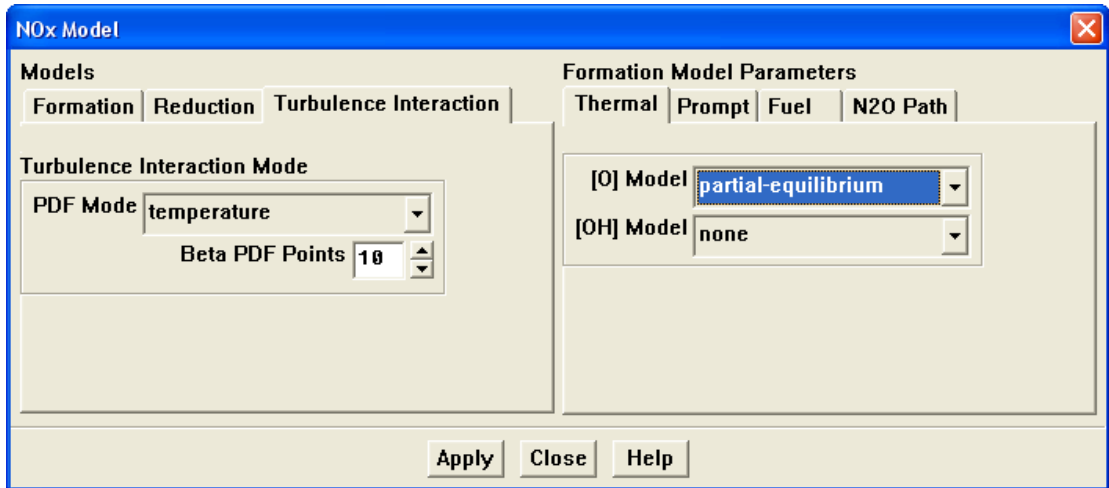 NOx Model
Models
Formation Reduction Turbulence Interaction
Turbulence Interaction Mode
PDF Mode temperature
Beta PDF Points 10
Formation Model Parameters
Thermal Prompt Fuel N2O Path
[O] Model partial-equilibrium
[OH] Model none
Apply Close Help